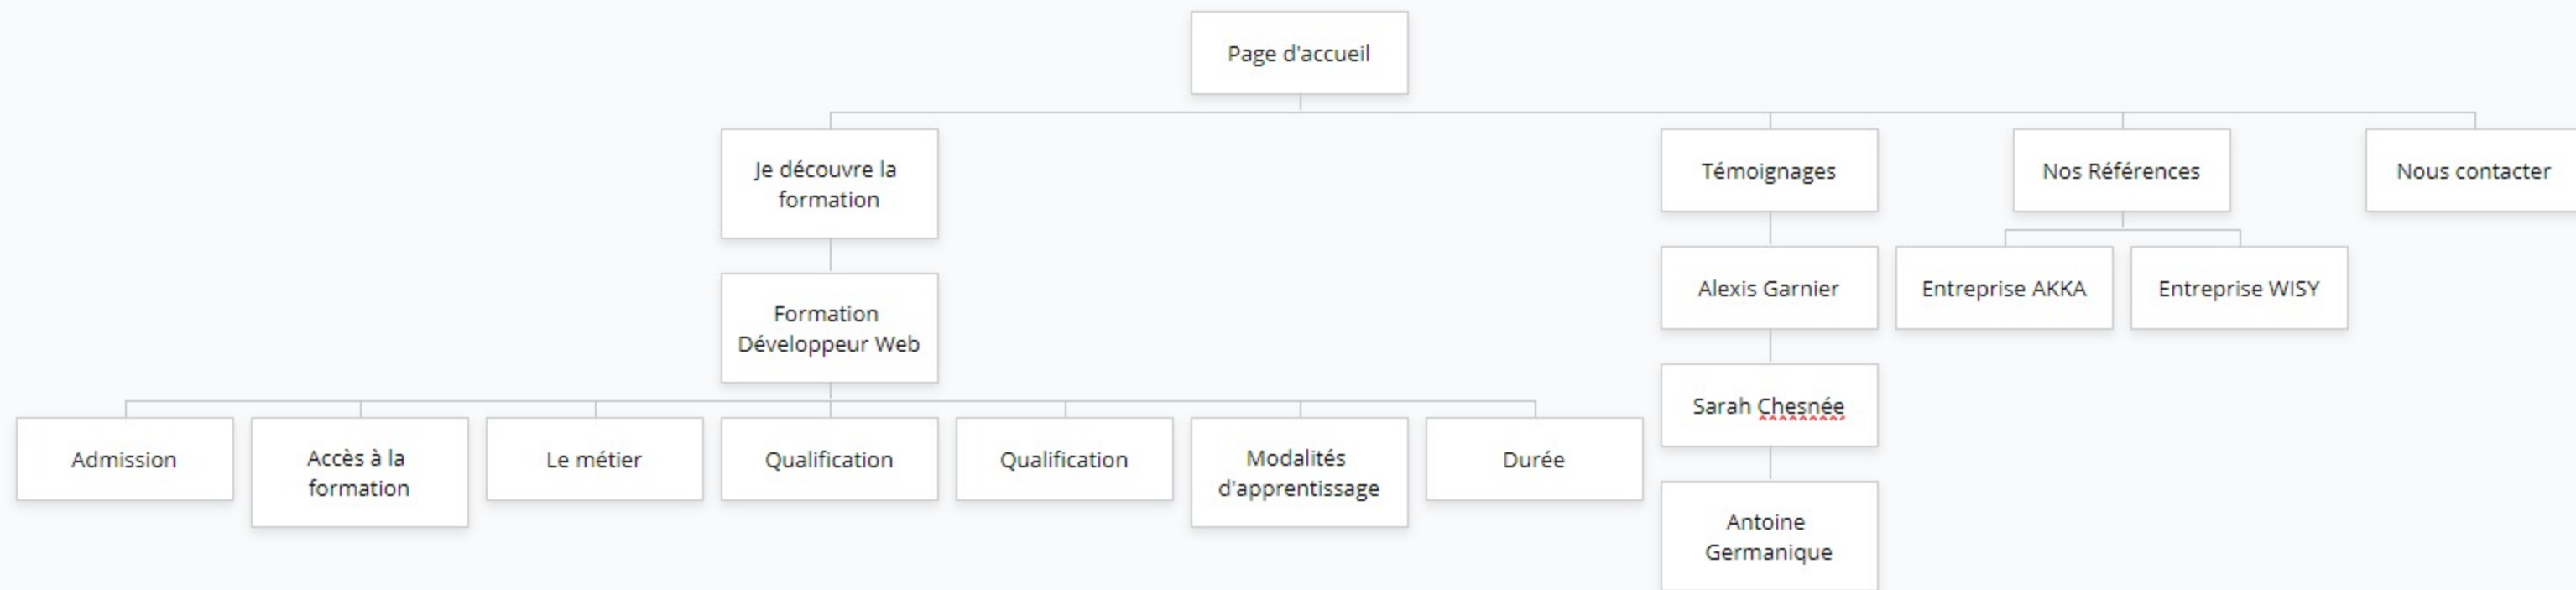 Page d'accueil
Je découvre la
formation
Témoignages
Nos Références
Nous contacter
Formation
Développeur Web
Alexis Garnier
Entreprise AKKA
Entreprise WISY
Sarah Chesnée
Admission
Accès à la
formation
Le métier
Qualification
Qualification
Modalités
d'apprentissage
Durée
Antoine
Germanique